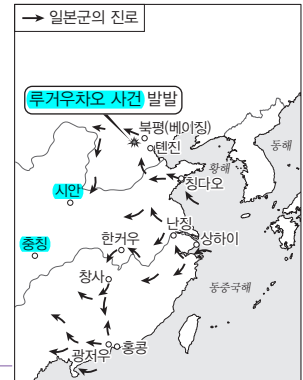 → 일본군의 진로
루거우차오 사건 발발
북평(베이징)
톈진
동해
황해
칭다오
시안
난징
상하이
한커우
충칭
창사
동중국해
광저우
홍콩